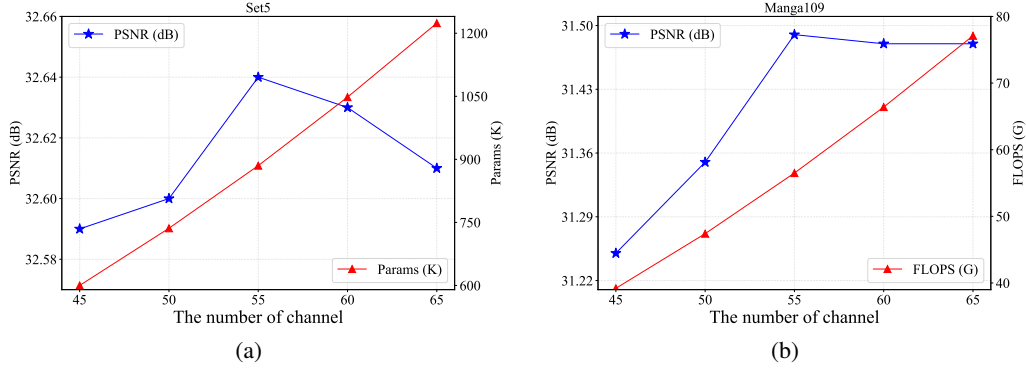 Set5
PSNR (dB)
32.66
32.64
32.62
32.60
32.58
PSNR (dB)
1200
1050
900
750
600
Params (K)
Params (K)
45 50 55 60 65
The number of channel
(a)
Manga109
PSNR (dB)
31.50
31.43
31.36
31.29
31.22
PSNR (dB)
80
70
60
50
40
FLOPS (G)
FLOPS (G)
45 50 55 60 65
The number of channel
(b)